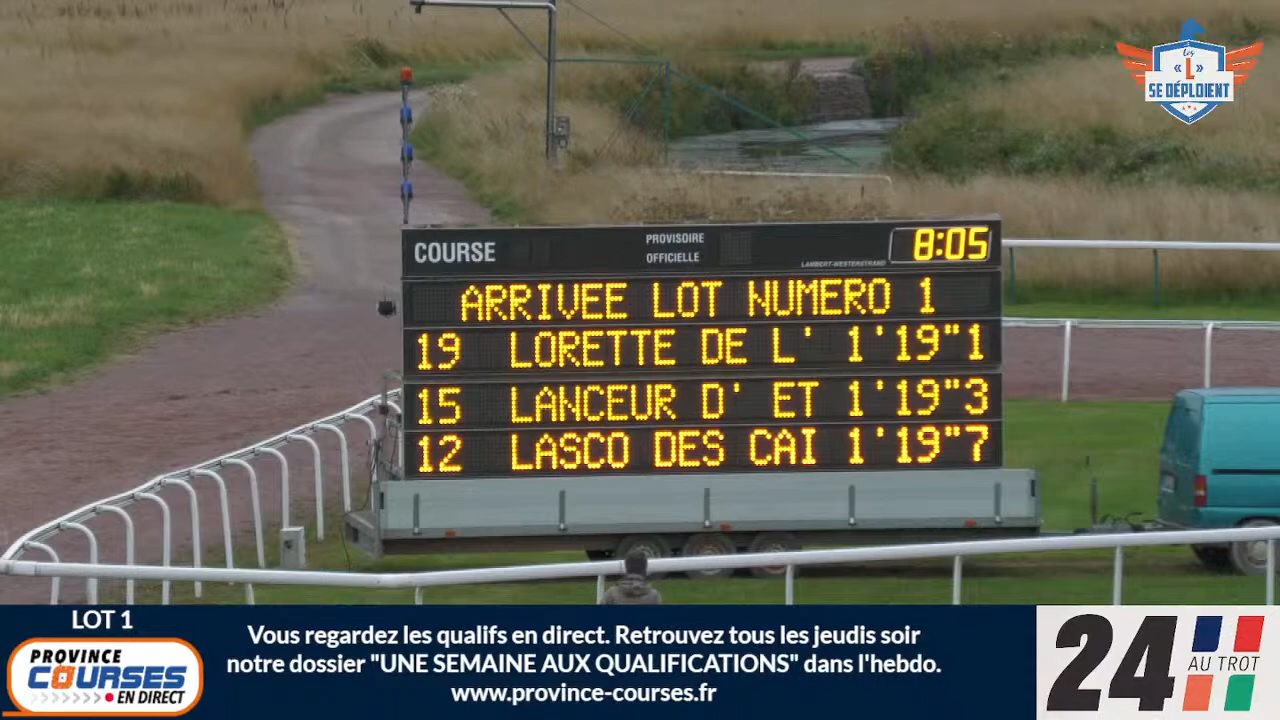 Les
« L »
SE DÉPLOIENT
COURSE
PROVISOIRE
OFFICIELLE
LAMBERT-WESTERSTRAND
8:05
ARRIVEE LOT NUMERO 1
19 LORETTE DE L' 1'19"1
15 LANCEUR D' ET 1'19"3
12 LASCO DES CAI 1'19"7
LOT 1
PROVINCE
COURSES
EN DIRECT
Vous regardez les qualifs en direct. Retrouvez tous les jeudis soir
notre dossier "UNE SEMAINE AUX QUALIFICATIONS" dans l'hebdo.
www.province-courses.fr
24
AU TROT